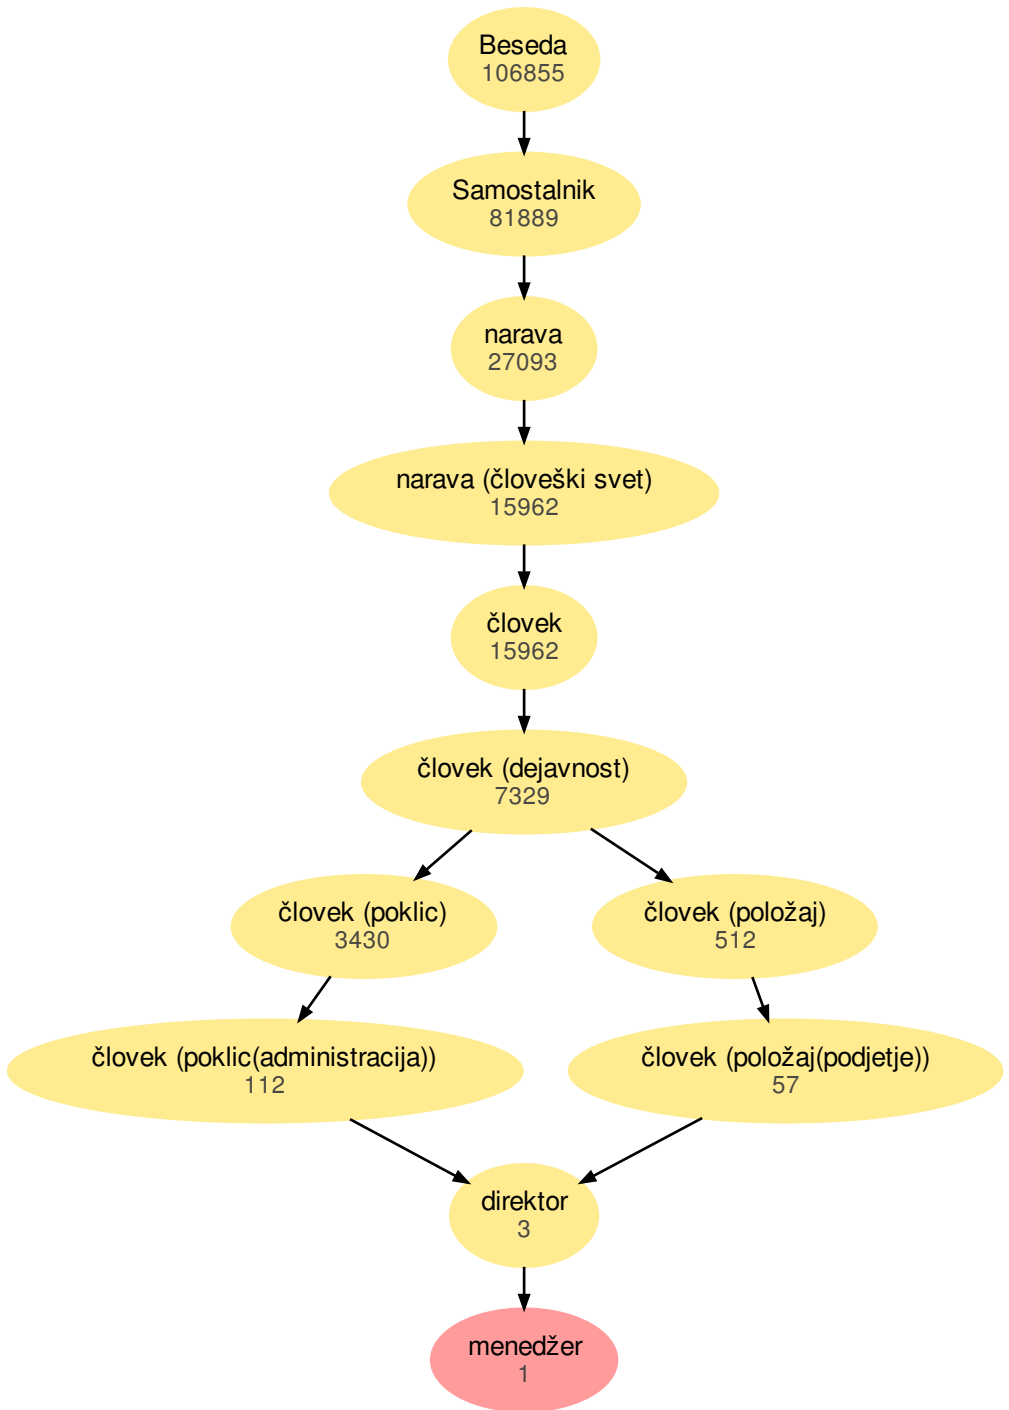 Beseda
106855
Samostalnik
81889
narava
27093
narava (človeški svet)
15962
človek
15962
človek (dejavnost)
7329
človek (poklic)
3430
človek (položaj)
512
človek (poklic(administracija))
112
človek (položaj(podjetje))
57
direktor
3
menedžer
1